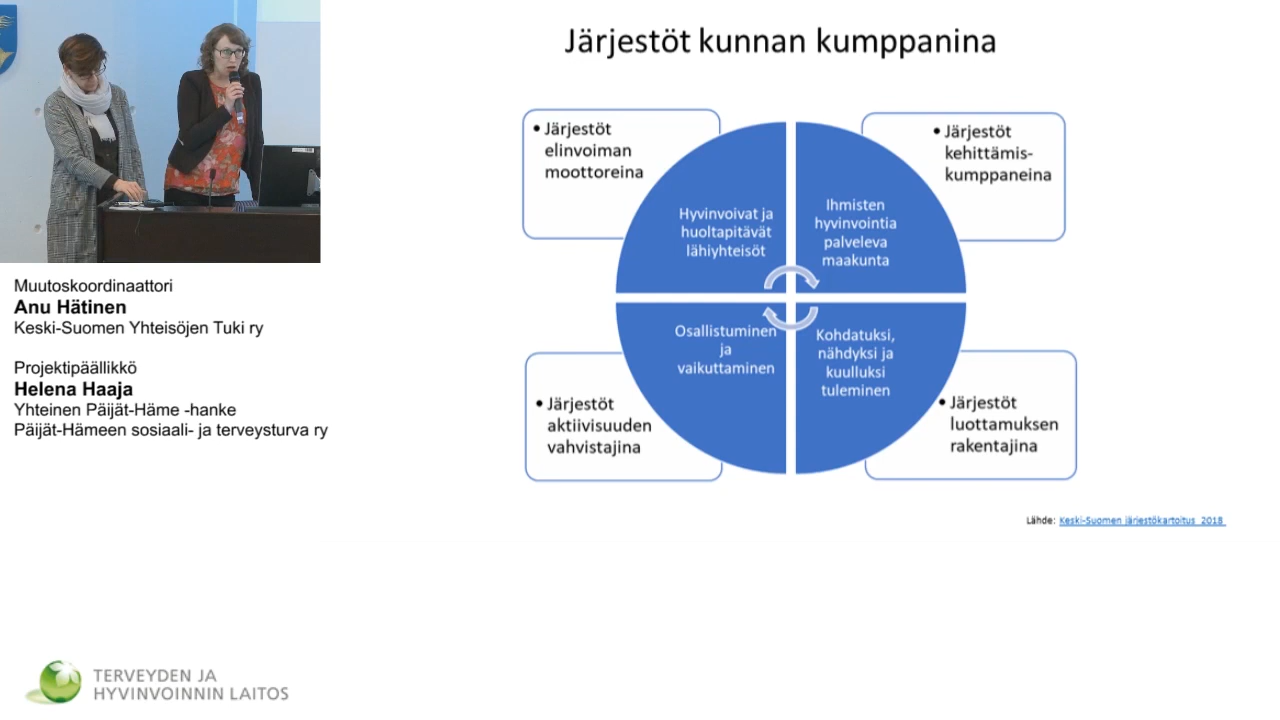 Järjestöt kunnan kumppanina
• Järjestöt
elinvoiman
moottoreina
• Järjestöt
kehittämis-
kumppaneina
Hyvinvoivat ja
huoltapitävät
lähiyhteisöt
Ihmisten
hyvinvointia
palveleva
maakunta
Osallistuminen
ja
vaikuttaminen
Kohdatuksi,
nähdyksi ja
kuulluksi
tuleminen
• Järjestöt
aktiivisuuden
vahvistajina
• Järjestöt
luottamuksen
rakentajina
Lähde: Keski-Suomen järjestökartoitus 2018
Muutoskoordinaattori
Anu Hätinen
Keski-Suomen Yhteisöjen Tuki ry
Projektipäällikkö
Helena Haaja
Yhteinen Päijät-Häme -hanke
Päijät-Hämeen sosiaali- ja terveysturva ry
TERVEYDEN JA
HYVINVOINNIN LAITOS